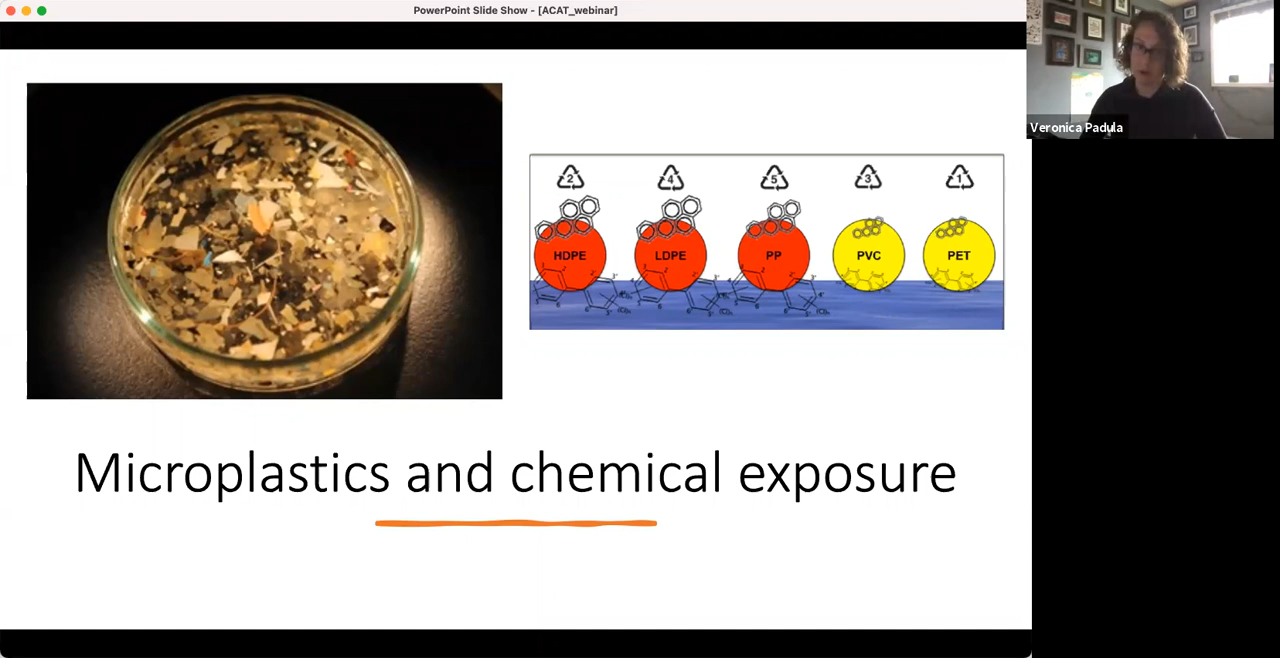 PowerPoint Slide Show - [ACAT_webinar]
Veronica Padula
2 4 5 3 1
HDPE LDPE PP PVC PET
Microplastics and chemical exposure